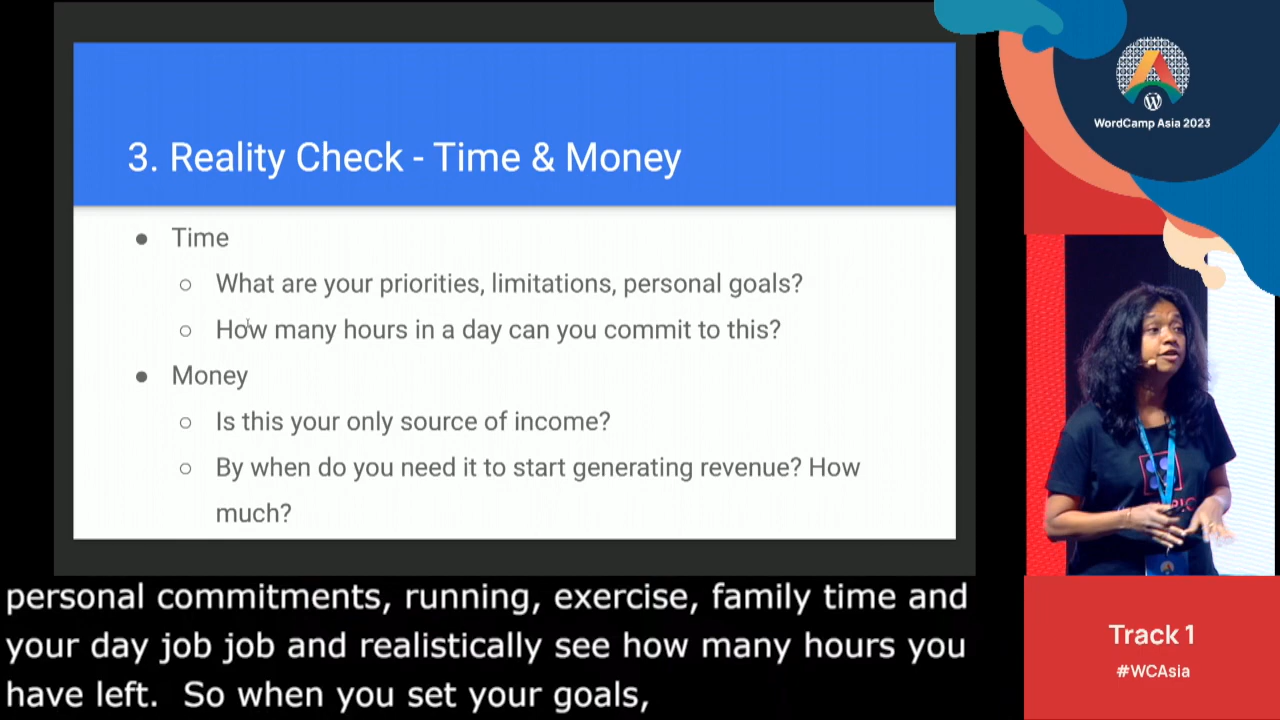 3. Reality Check - Time & Money
● Time
○ What are your priorities, limitations, personal goals?
○ How many hours in a day can you commit to this?
● Money
○ Is this your only source of income?
○ By when do you need it to start generating revenue? How
much?
personal commitments, running, exercise, family time and
your day job job and realistically see how many hours you
have left. So when you set your goals,
WordCamp Asia 2023
Track 1
#WCAsia